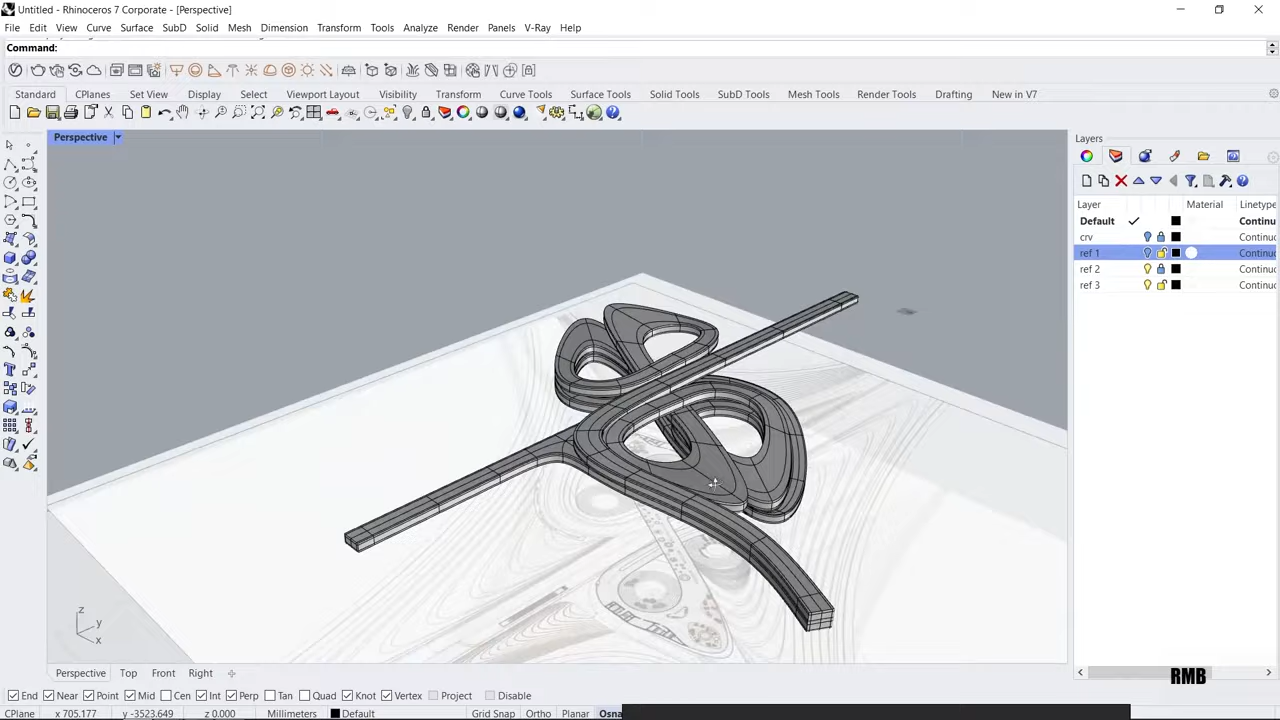 Untitled - Rhinoceros 7 Corporate - [Perspective]
File Edit View Curve Surface SubD Solid Mesh Dimension Transform Tools Analyze Render Panels V-Ray Help
Command:
Standard CPlanes Set View Display Select Viewport Layout Visibility Transform Curve Tools Surface Tools Solid Tools SubD Tools Mesh Tools Render Tools Drafting New in V7
Perspective
Layers
Layer Material Linetype
Default Continu
crv Continu
ref 1 Continu
ref 2 Continu
ref 3 Continu
z
y
x
Perspective Top Front Right
RMB
End Near Point Mid Cen Int Perp Tan Quad Knot Vertex Project Disable
X 705.177 y -3523.649 z 0.000 Millimeters Default Grid Snap Ortho Planar Osna